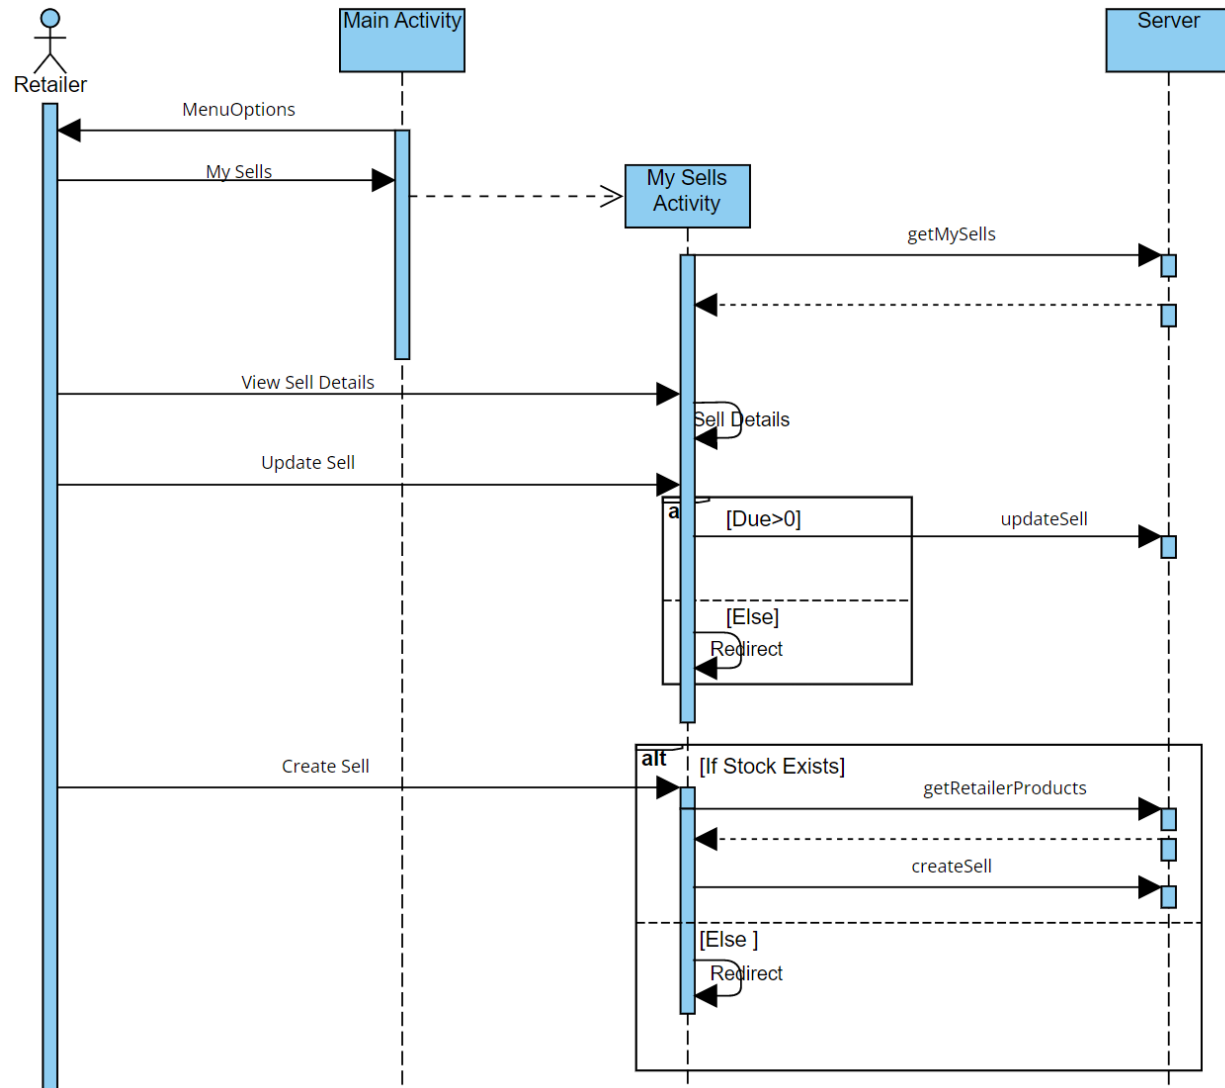 Main Activity
Server
Retailer
MenuOptions
My Sells
My Sells
Activity
getMySells
View Sell Details
Sell Details
Update Sell
a
[Due>0]
updateSell
[Else]
Redirect
alt
[If Stock Exists]
Create Sell
getRetailerProducts
createSell
[Else ]
Redirect